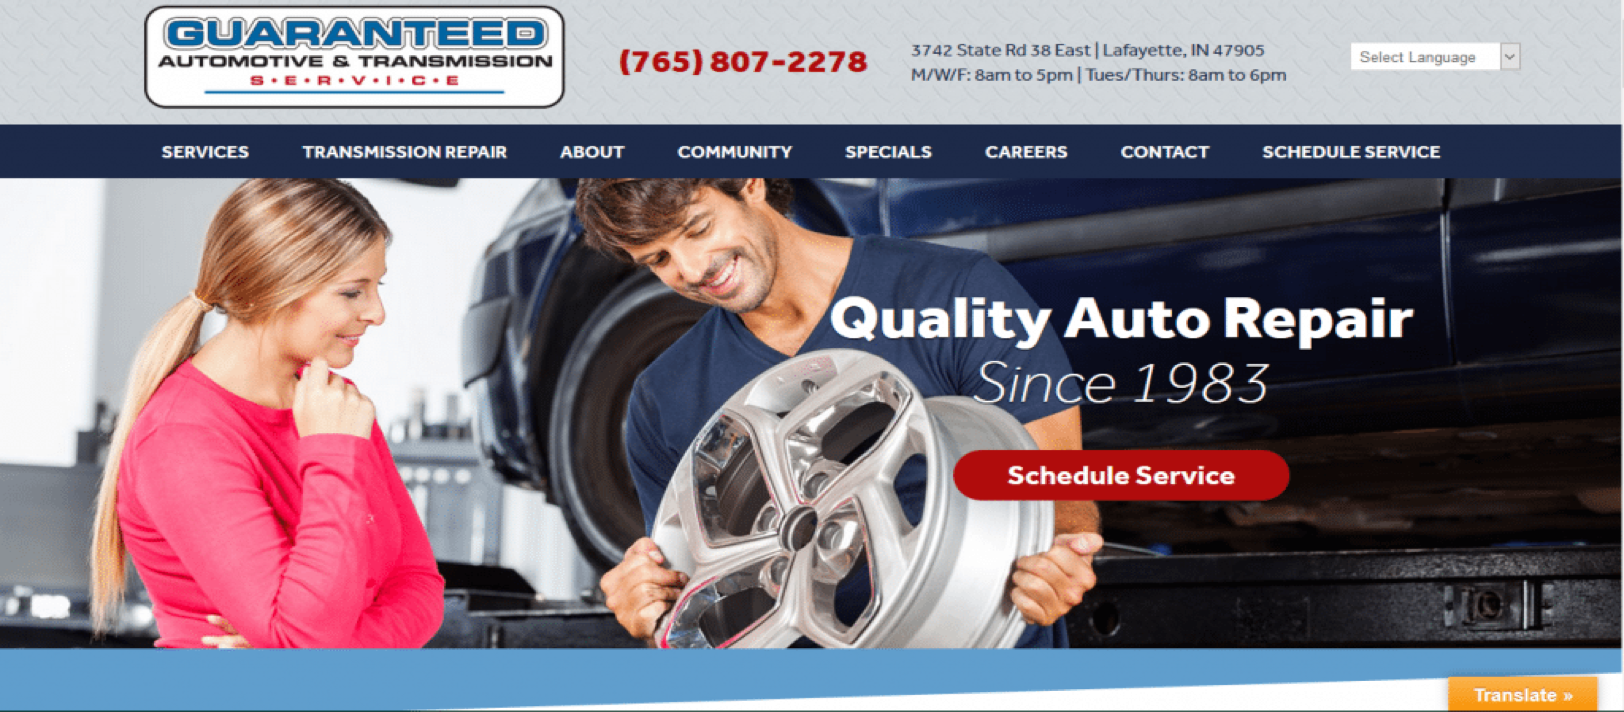 GUARANTEED
AUTOMOTIVE & TRANSMISSION
S·E·R·V·I·C·E
(765) 807-2278
3742 State Rd 38 East | Lafayette, IN 47905
M/W/F: 8am to 5pm | Tues/Thurs: 8am to 6pm
Select Language
SERVICES TRANSMISSION REPAIR ABOUT COMMUNITY SPECIALS CAREERS CONTACT SCHEDULE SERVICE
Quality Auto Repair
Since 1983
Schedule Service
Translate »